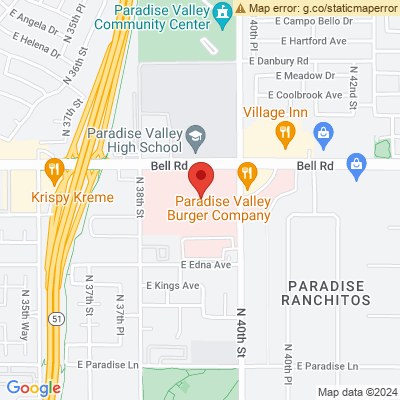 Map error: g.co/staticmaperror
E Angela Dr
E Helena Dr
N 35th Pl
N 36th St
N 37th St
Paradise Valley
Community Center
N 40th Pl
E Campo Bello Dr
E Hartford Ave
E Danbury Rd
E Meadow Dr
E Coolbrook Ave
N 42nd St
Village Inn
Paradise Valley
High School
Bell Rd
Bell Rd
Krispy Kreme
N 38th St
Paradise Valley
Burger Company
E Edna Ave
E Kings Ave
PARADISE
RANCHITOS
N 35th Way
51
N 37th St
N 37th Pl
N 40th St
N 40th Pl
E Paradise Ln
E Paradise Ln
Google
Map data ©2024